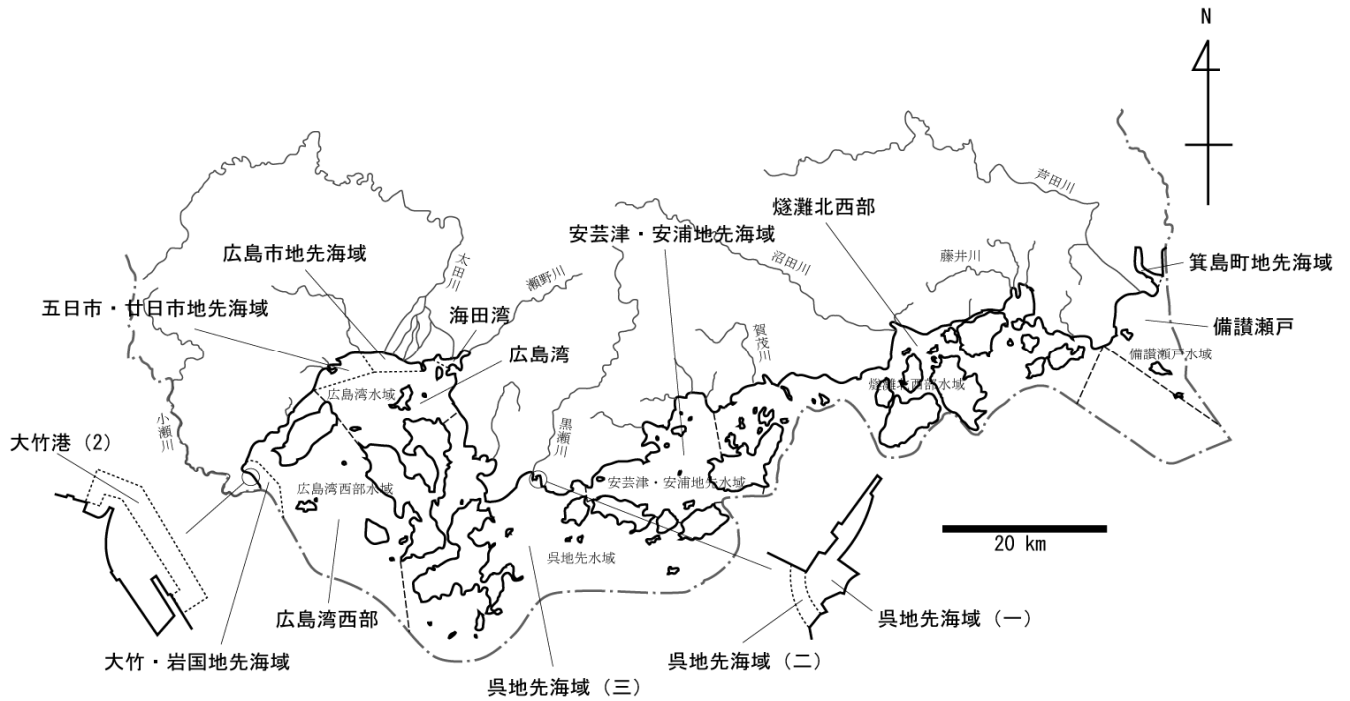 N
芦田川
燧灘北西部
安芸津・安浦地先海域
広島市地先海域
太田川
瀬野川
沼田川
藤井川
箕島町地先海域
五日市・廿日市地先海域
海田湾
賀茂川
備讃瀬戸
広島湾
備讃瀬戸水域
広島湾水域
燧灘北西部水域
小瀬川
黒瀬川
大竹港(2)
広島湾西部水域
安芸津・安浦地先水域
20 km
呉地先水域
広島湾西部
呉地先海域(一)
大竹・岩国地先海域
呉地先海域(二)
呉地先海域(三)